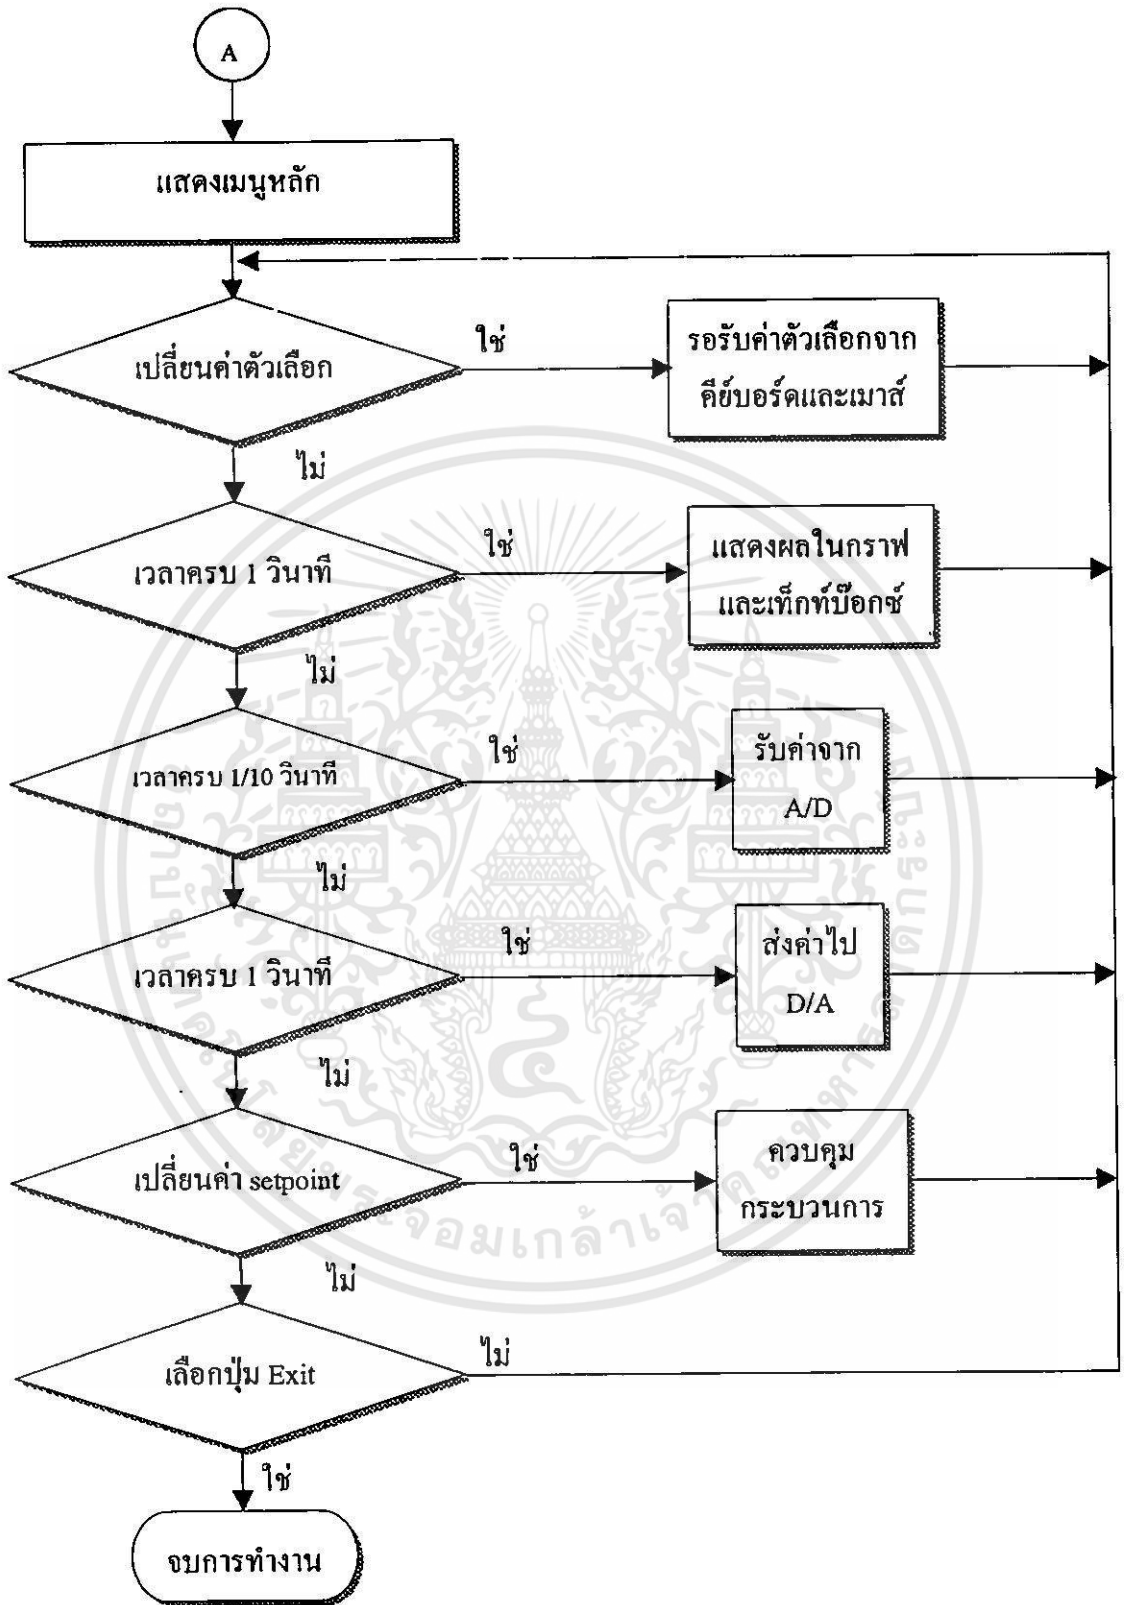 A
แสดงเมนูหลัก
เปลี่ยนค่าตัวเลือก
ใช่
รอรับค่าตัวเลือกจาก
คีย์บอร์ดและเมาส์
ไม่
เวลาครบ 1 วินาที
ใช่
แสดงผลในกราฟ
และเท็กท์บ๊อกซ์
ไม่
เวลาครบ 1/10 วินาที
ใช่
รับค่าจาก
A/D
ไม่
เวลาครบ 1 วินาที
ใช่
ส่งค่าไป
D/A
ไม่
เปลี่ยนค่า setpoint
ใช่
ควบคุม
กระบวนการ
ไม่
เลือกปุ่ม Exit
ไม่
ใช่
จบการทำงาน